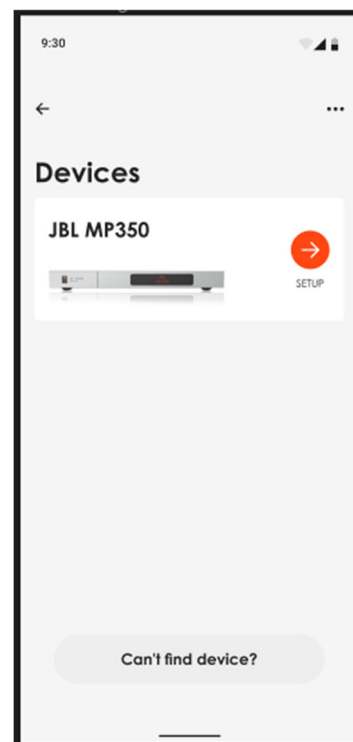 9:30
Devices
JBL MP350
SETUP
Can't find device?